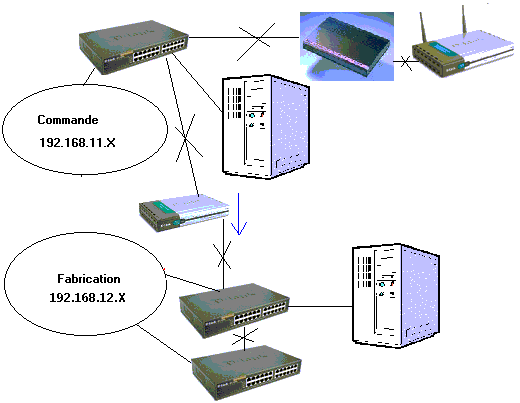 Commande
192.168.11.X
Fabrication
192.168.12.X